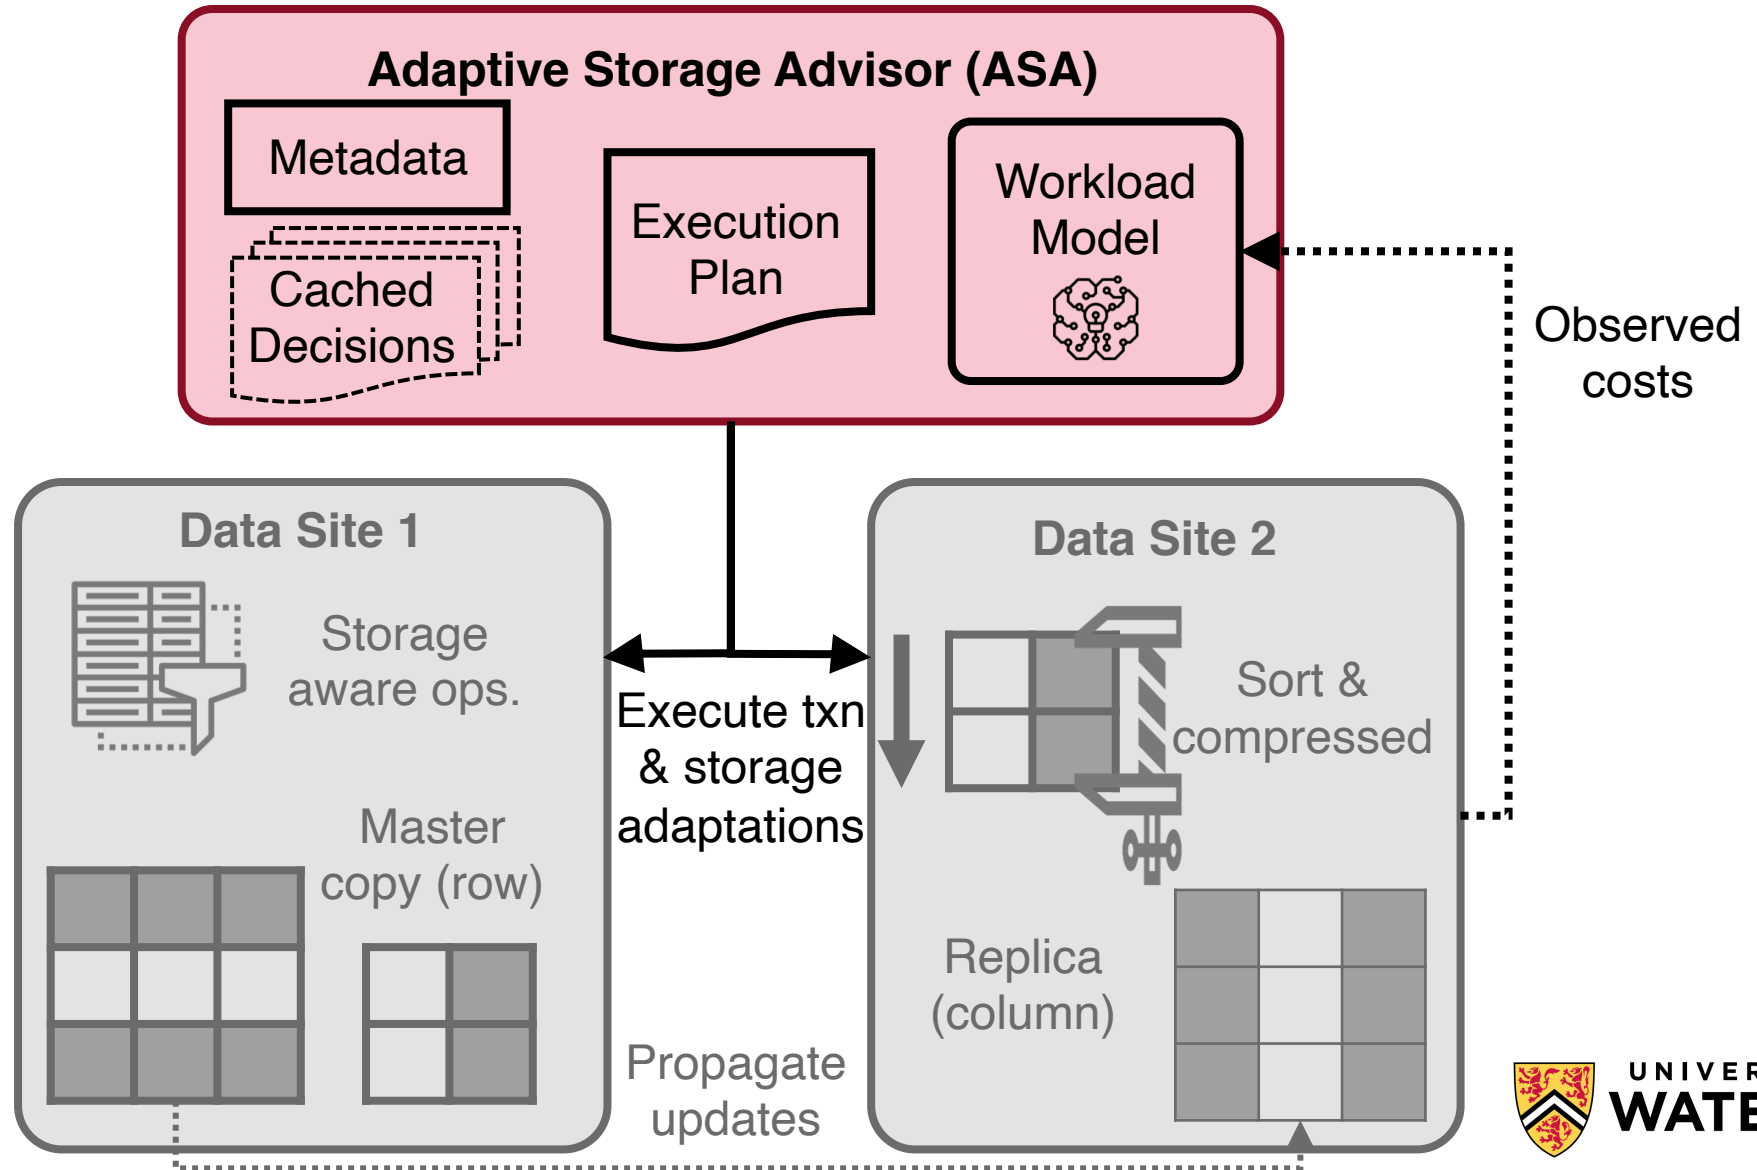 Adaptive Storage Advisor (ASA)
Metadata
Cached
Decisions
Execution
Plan
Workload
Model
Observed
costs
Data Site 1
Storage
aware ops.
Master
copy (row)
Execute txn
& storage
adaptations
Data Site 2
Sort &
compressed
Replica
(column)
Propagate
updates
UNIVER
WATE